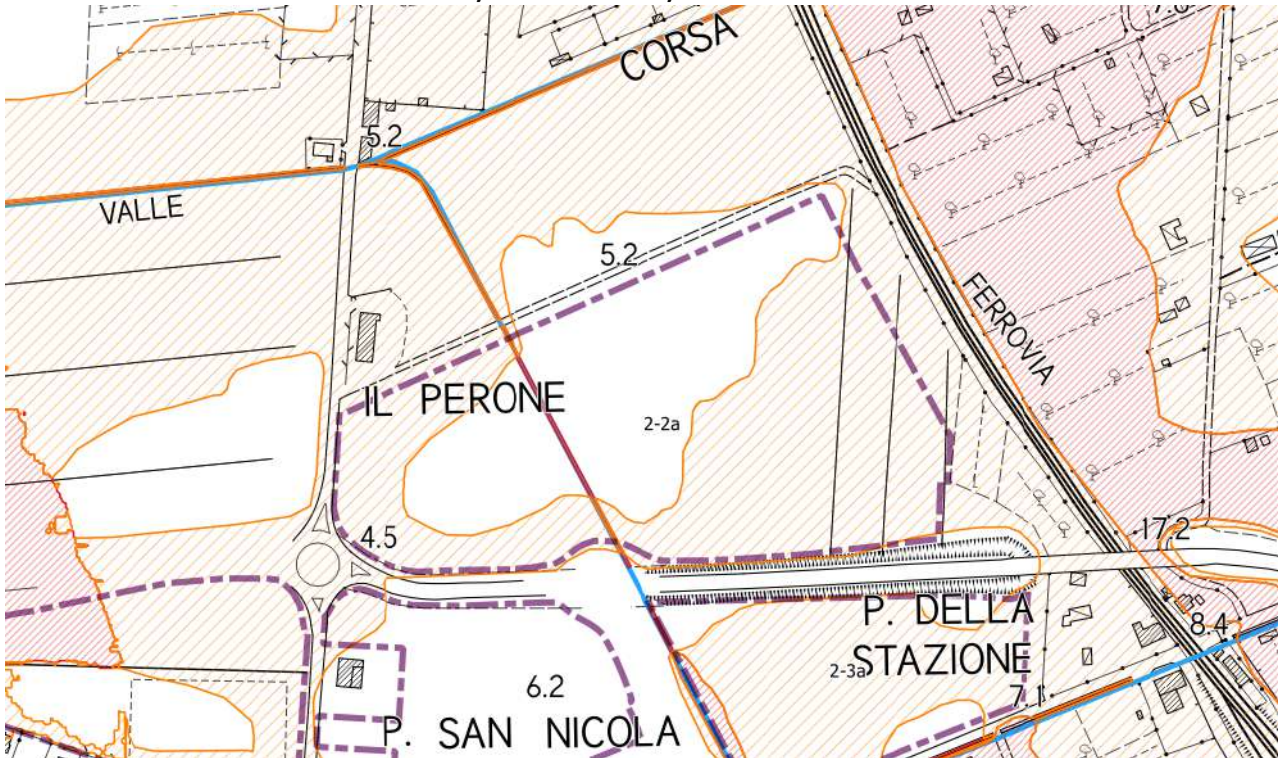 CORSA
5.2
VALLE
5.2
FERROVIA
IL PERONE
2-2a
4.5
17.2
P. DELLA
STAZIONE
8.4
2-3a
7.1
6.2
P. SAN NICOLA